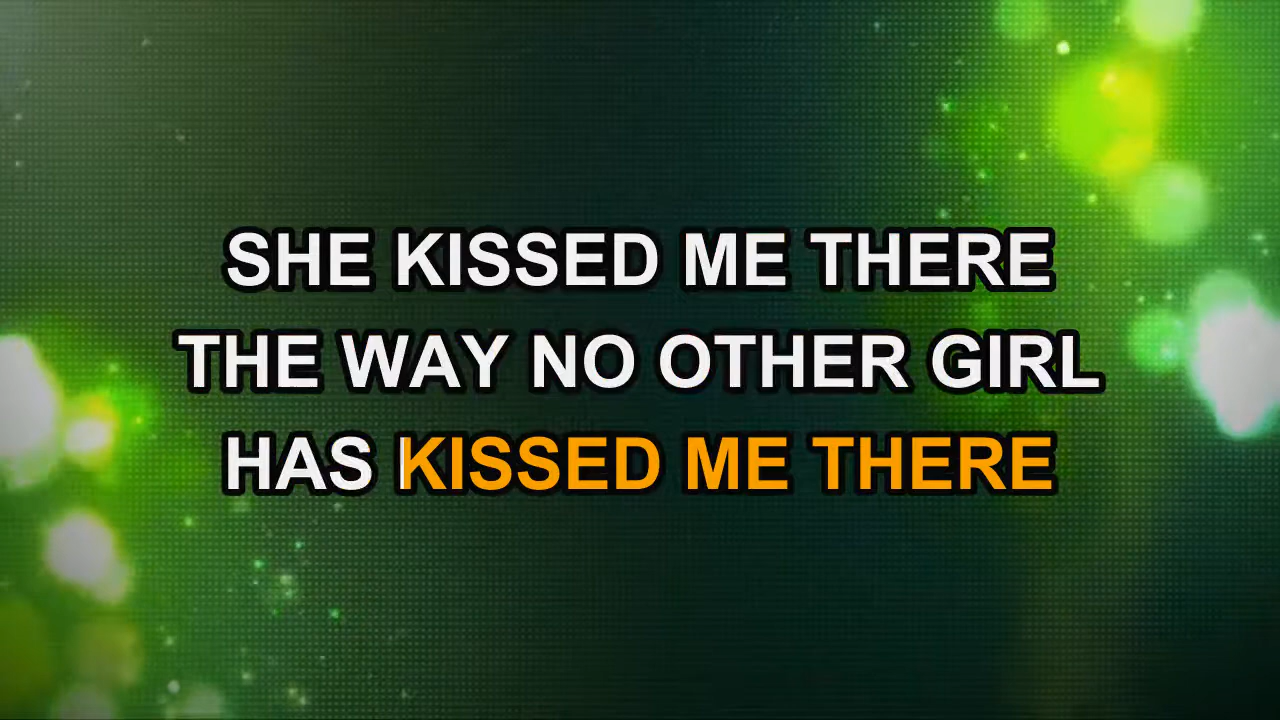 SHE KISSED ME THERE
THE WAY NO OTHER GIRL
HAS KISSED ME THERE